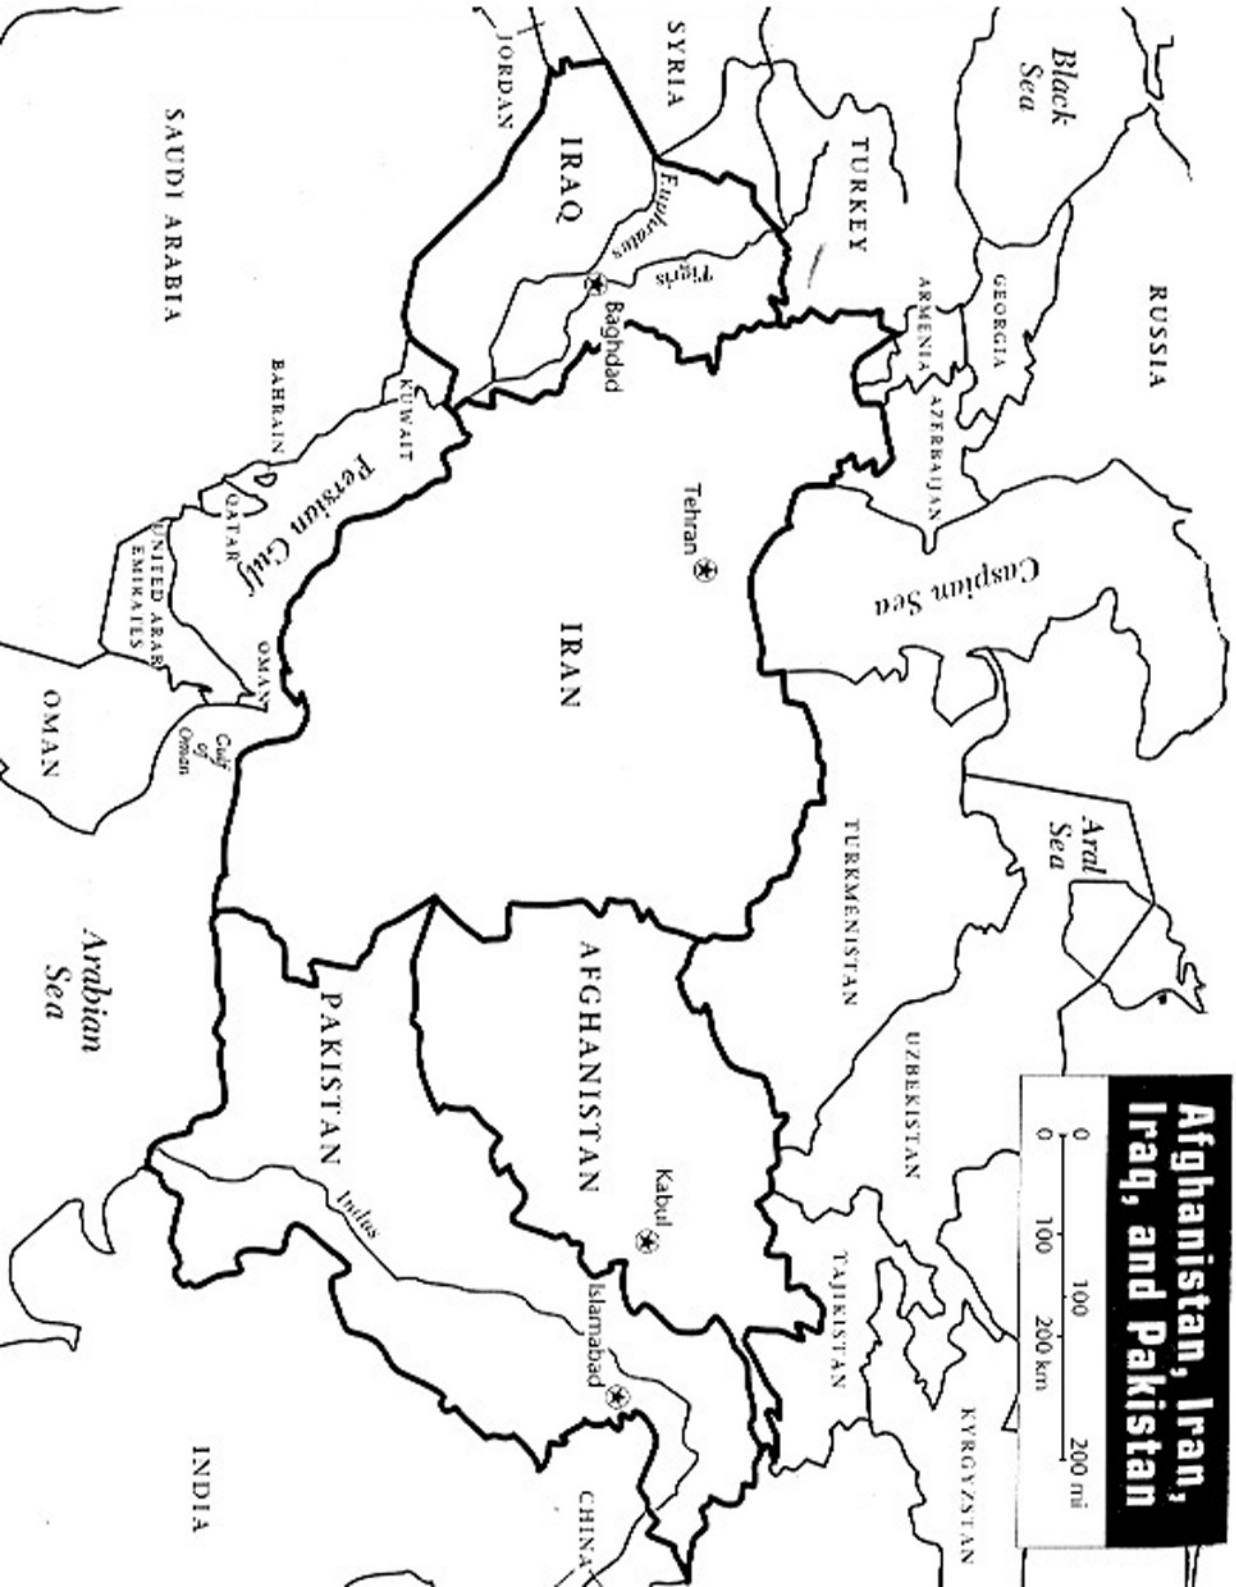 Afghanistan, Iran,
Iraq, and Pakistan
0 100 200 mi
0 100 200 km
Black
Sea
RUSSIA
GEORGIA
ARMENIA
AZERBAIJAN
TURKEY
SYRIA
JORDAN
IRAQ
Euphrates
Tigris
Baghdad
SAUDI ARABIA
KUWAIT
BAHRAIN
QATAR
Persian Gulf
UNITED ARAB
EMIRATES
OMAN
OMAN
Gulf
of
Oman
Caspian Sea
Tehran
IRAN
Aral
Sea
TURKMENISTAN
UZBEKISTAN
TAJIKISTAN
KYRGYZSTAN
AFGHANISTAN
Kabul
PAKISTAN
Indus
Islamabad
Arabian
Sea
INDIA
CHINA